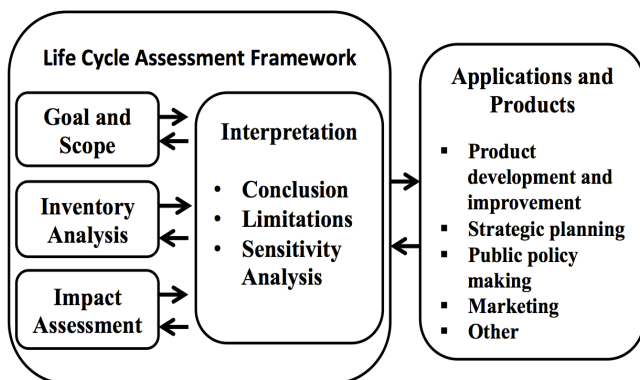 Life Cycle Assessment Framework
Goal and
Scope
Inventory
Analysis
Impact
Assessment
Interpretation
• Conclusion
• Limitations
• Sensitivity
Analysis
Applications and
Products
▪ Product
development and
improvement
▪ Strategic planning
▪ Public policy
making
▪ Marketing
▪ Other